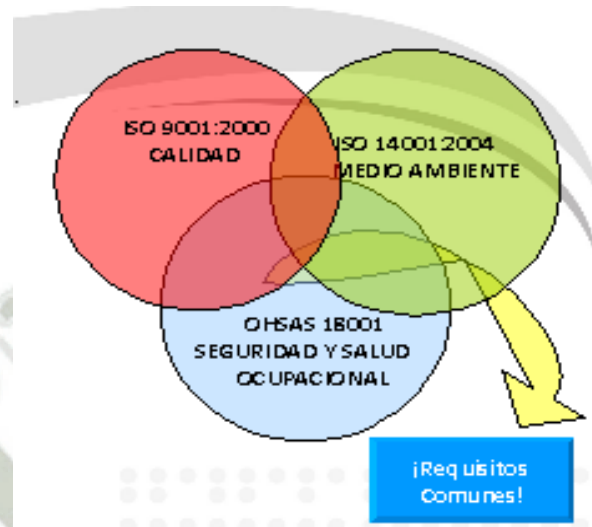 ISO 9001:2000
CALIDAD
ISO 14001:2004
MEDIO AMBIENTE
OHSAS 18001
SEGURIDAD Y SALUD
OCUPACIONAL
¡Requisitos
Comunes!